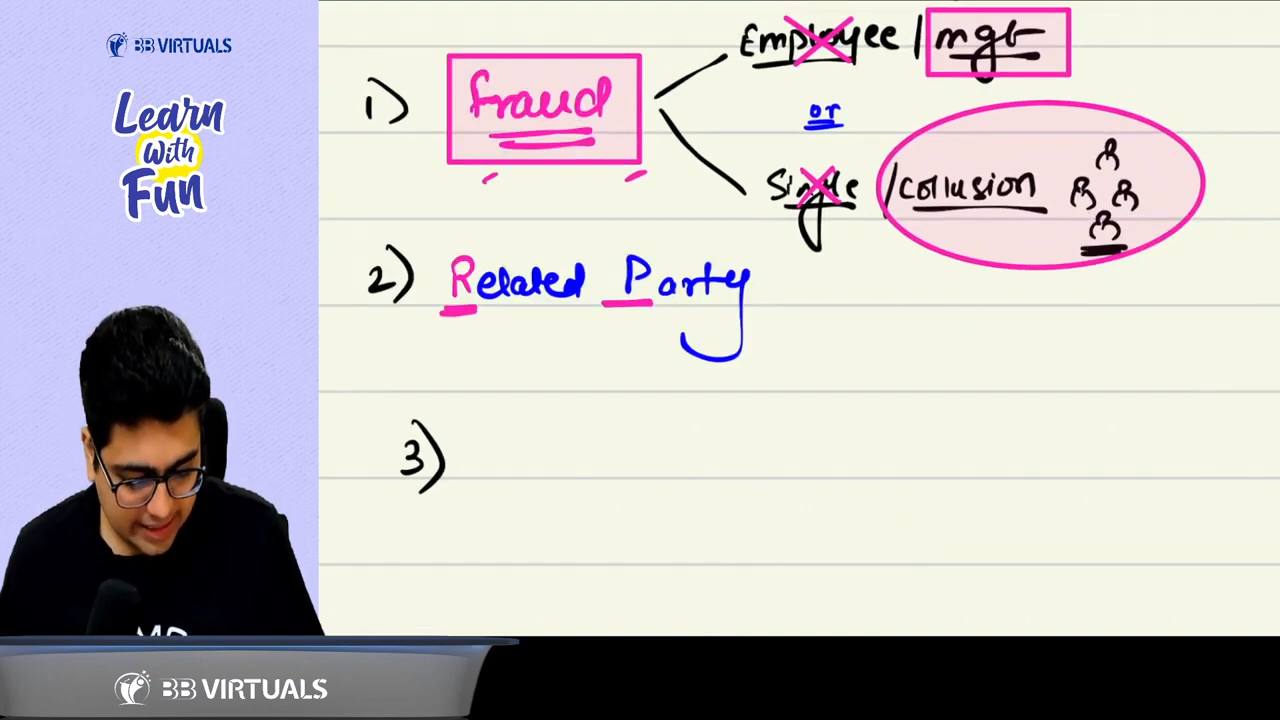 BB VIRTUALS
Learn
With
Fun
1) Fraud
Employee / mgt
or
Single / Collusion
2) Related Party
3)
BB VIRTUALS